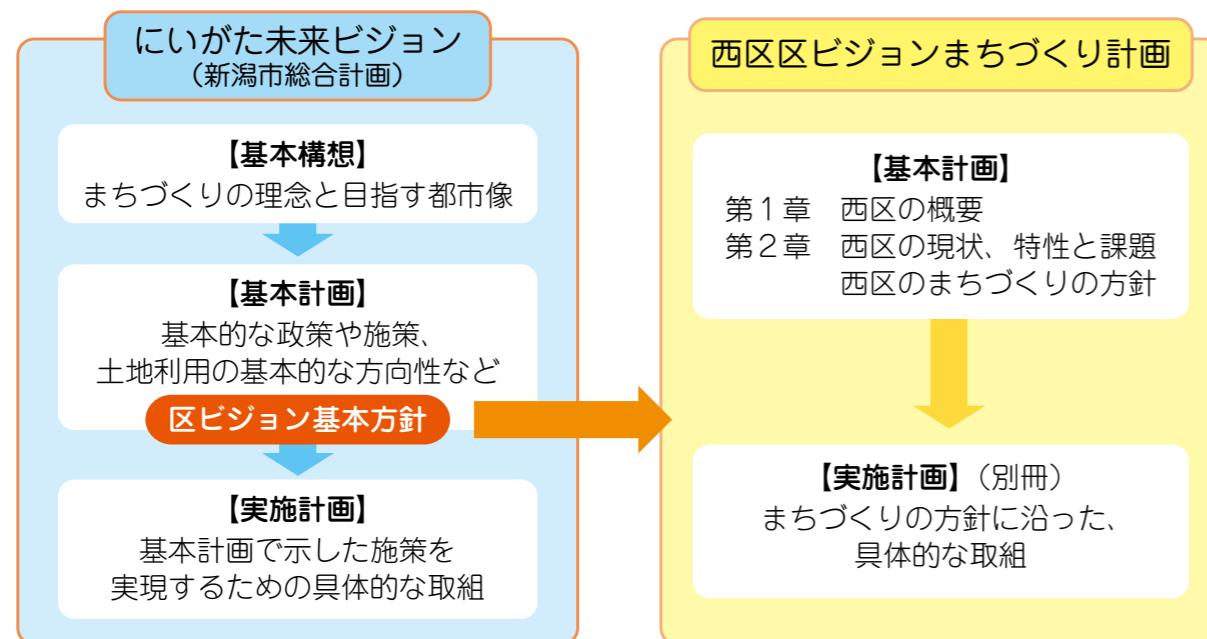 にいがた未来ビジョン
（新潟市総合計画）
【基本構想】
まちづくりの理念と目指す都市像
【基本計画】
基本的な政策や施策、
土地利用の基本的な方向性など
区ビジョン基本方針
【実施計画】
基本計画で示した施策を
実現するための具体的な取組
西区区ビジョンまちづくり計画
【基本計画】
第１章　西区の概要
第２章　西区の現状、特性と課題
西区のまちづくりの方針
【実施計画】（別冊）
まちづくりの方針に沿った、
具体的な取組